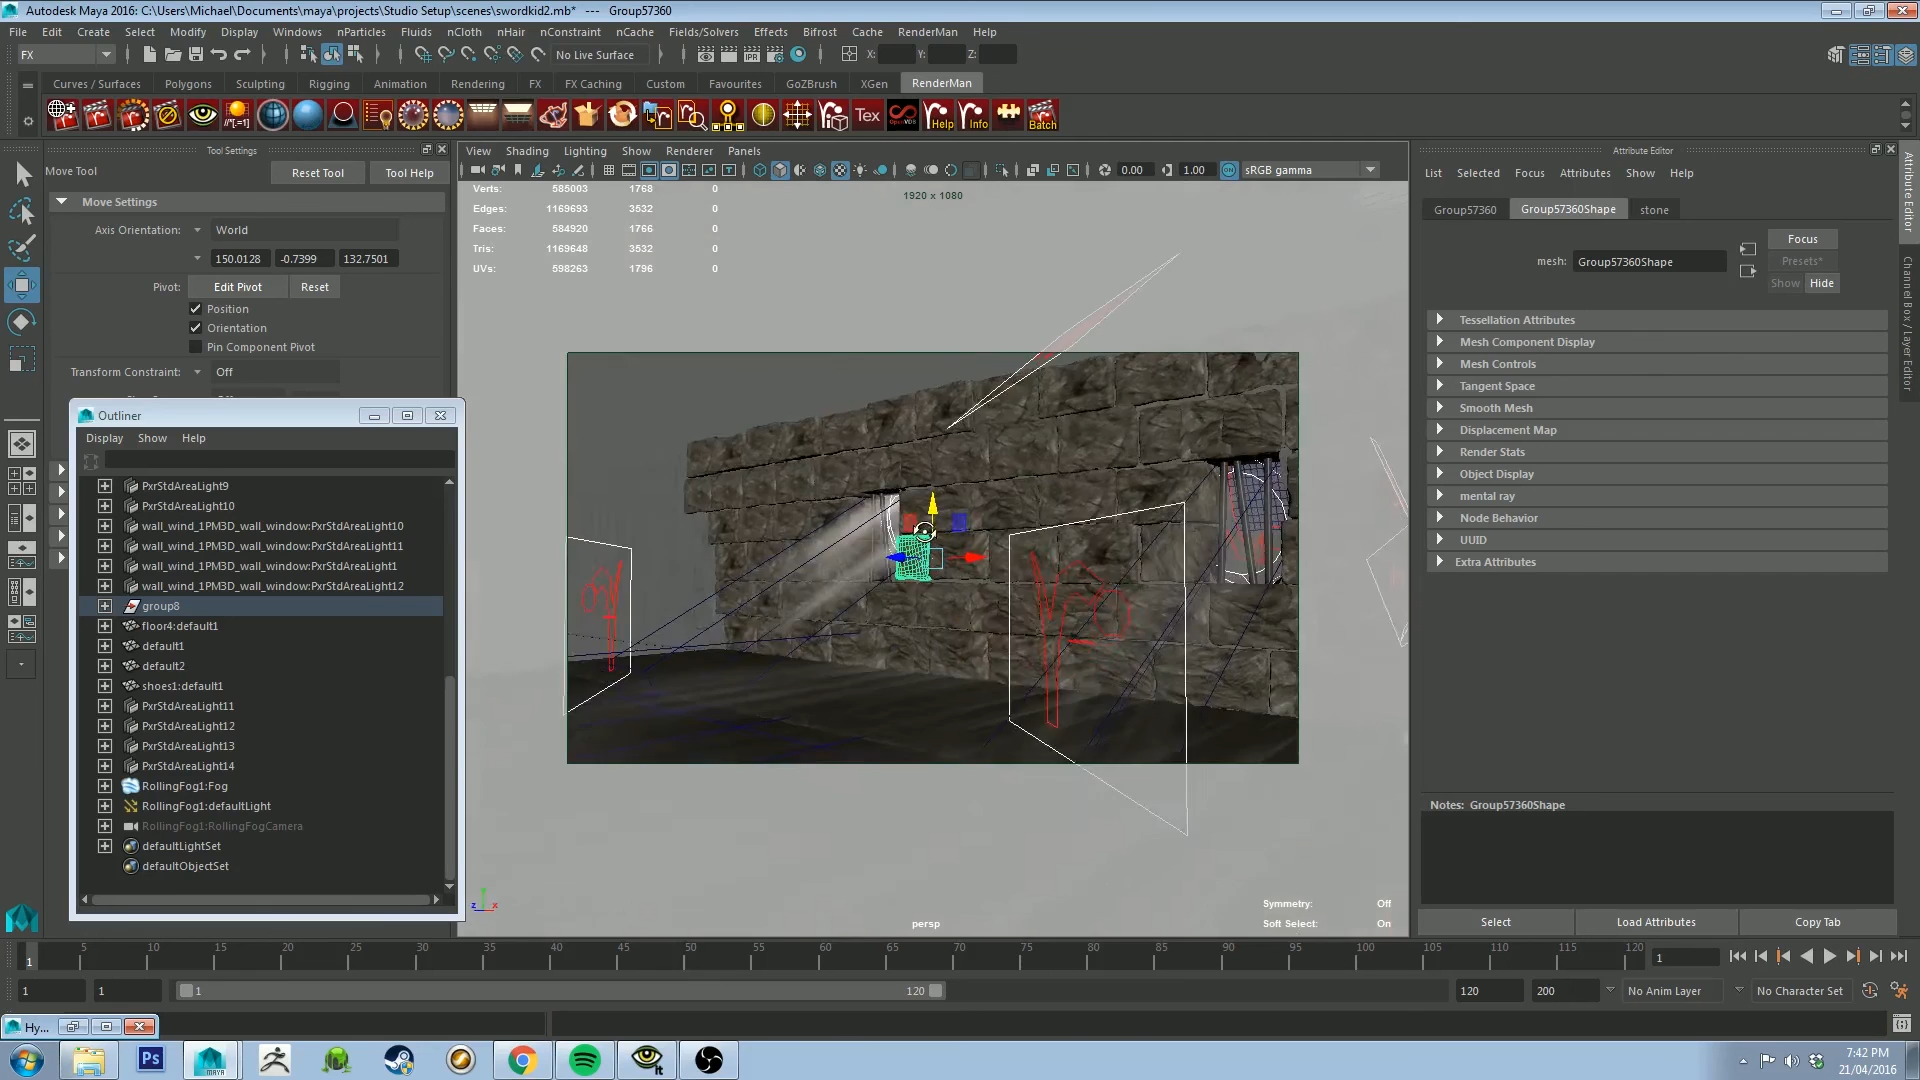 Autodesk Maya 2016: C:\Users\Michael\Documents\maya\projects\Studio Setup\scenes\swordkid2.mb* --- Group57360
File Edit Create Select Modify Display Windows nParticles Fluids nCloth nHair nConstraint nCache Fields/Solvers Effects Bifrost Cache RenderMan Help
FX No Live Surface X: Y: Z:
Curves / Surfaces Polygons Sculpting Rigging Animation Rendering FX FX Caching Custom Favourites GoZBrush XGen RenderMan
//*[.=1] Tex OpenVDB Help Info Batch
Tool Settings
Move Tool Reset Tool Tool Help
Move Settings
Axis Orientation: World
150.0128 -0.7399 132.7501
Pivot: Edit Pivot Reset
Position
Orientation
Pin Component Pivot
Transform Constraint: Off
Outliner
Display Show Help
PxrStdAreaLight9
PxrStdAreaLight10
wall_wind_1PM3D_wall_window:PxrStdAreaLight10
wall_wind_1PM3D_wall_window:PxrStdAreaLight11
wall_wind_1PM3D_wall_window:PxrStdAreaLight1
wall_wind_1PM3D_wall_window:PxrStdAreaLight12
group8
floor4:default1
default1
default2
shoes1:default1
PxrStdAreaLight11
PxrStdAreaLight12
PxrStdAreaLight13
PxrStdAreaLight14
RollingFog1:Fog
RollingFog1:defaultLight
RollingFog1:RollingFogCamera
defaultLightSet
defaultObjectSet
View Shading Lighting Show Renderer Panels
0.00 1.00 sRGB gamma
Verts: 585003 1768 0
Edges: 1169693 3532 0
Faces: 584920 1766 0
Tris: 1169648 3532 0
UVs: 598263 1796 0
1920 x 1080
z x
persp
Symmetry: Off
Soft Select: On
Attribute Editor
List Selected Focus Attributes Show Help
Group57360 Group57360Shape stone
mesh: Group57360Shape
Focus
Presets*
Show Hide
Tessellation Attributes
Mesh Component Display
Mesh Controls
Tangent Space
Smooth Mesh
Displacement Map
Render Stats
Object Display
mental ray
Node Behavior
UUID
Extra Attributes
Notes: Group57360Shape
Select Load Attributes Copy Tab
Attribute Editor
Channel Box / Layer Editor
1 5 10 15 20 25 30 35 40 45 50 55 60 65 70 75 80 85 90 95 100 105 110 115 120 1
1 1 1 120 120 200 No Anim Layer No Character Set
Hy...
Ps MAYA it
7:42 PM
21/04/2016